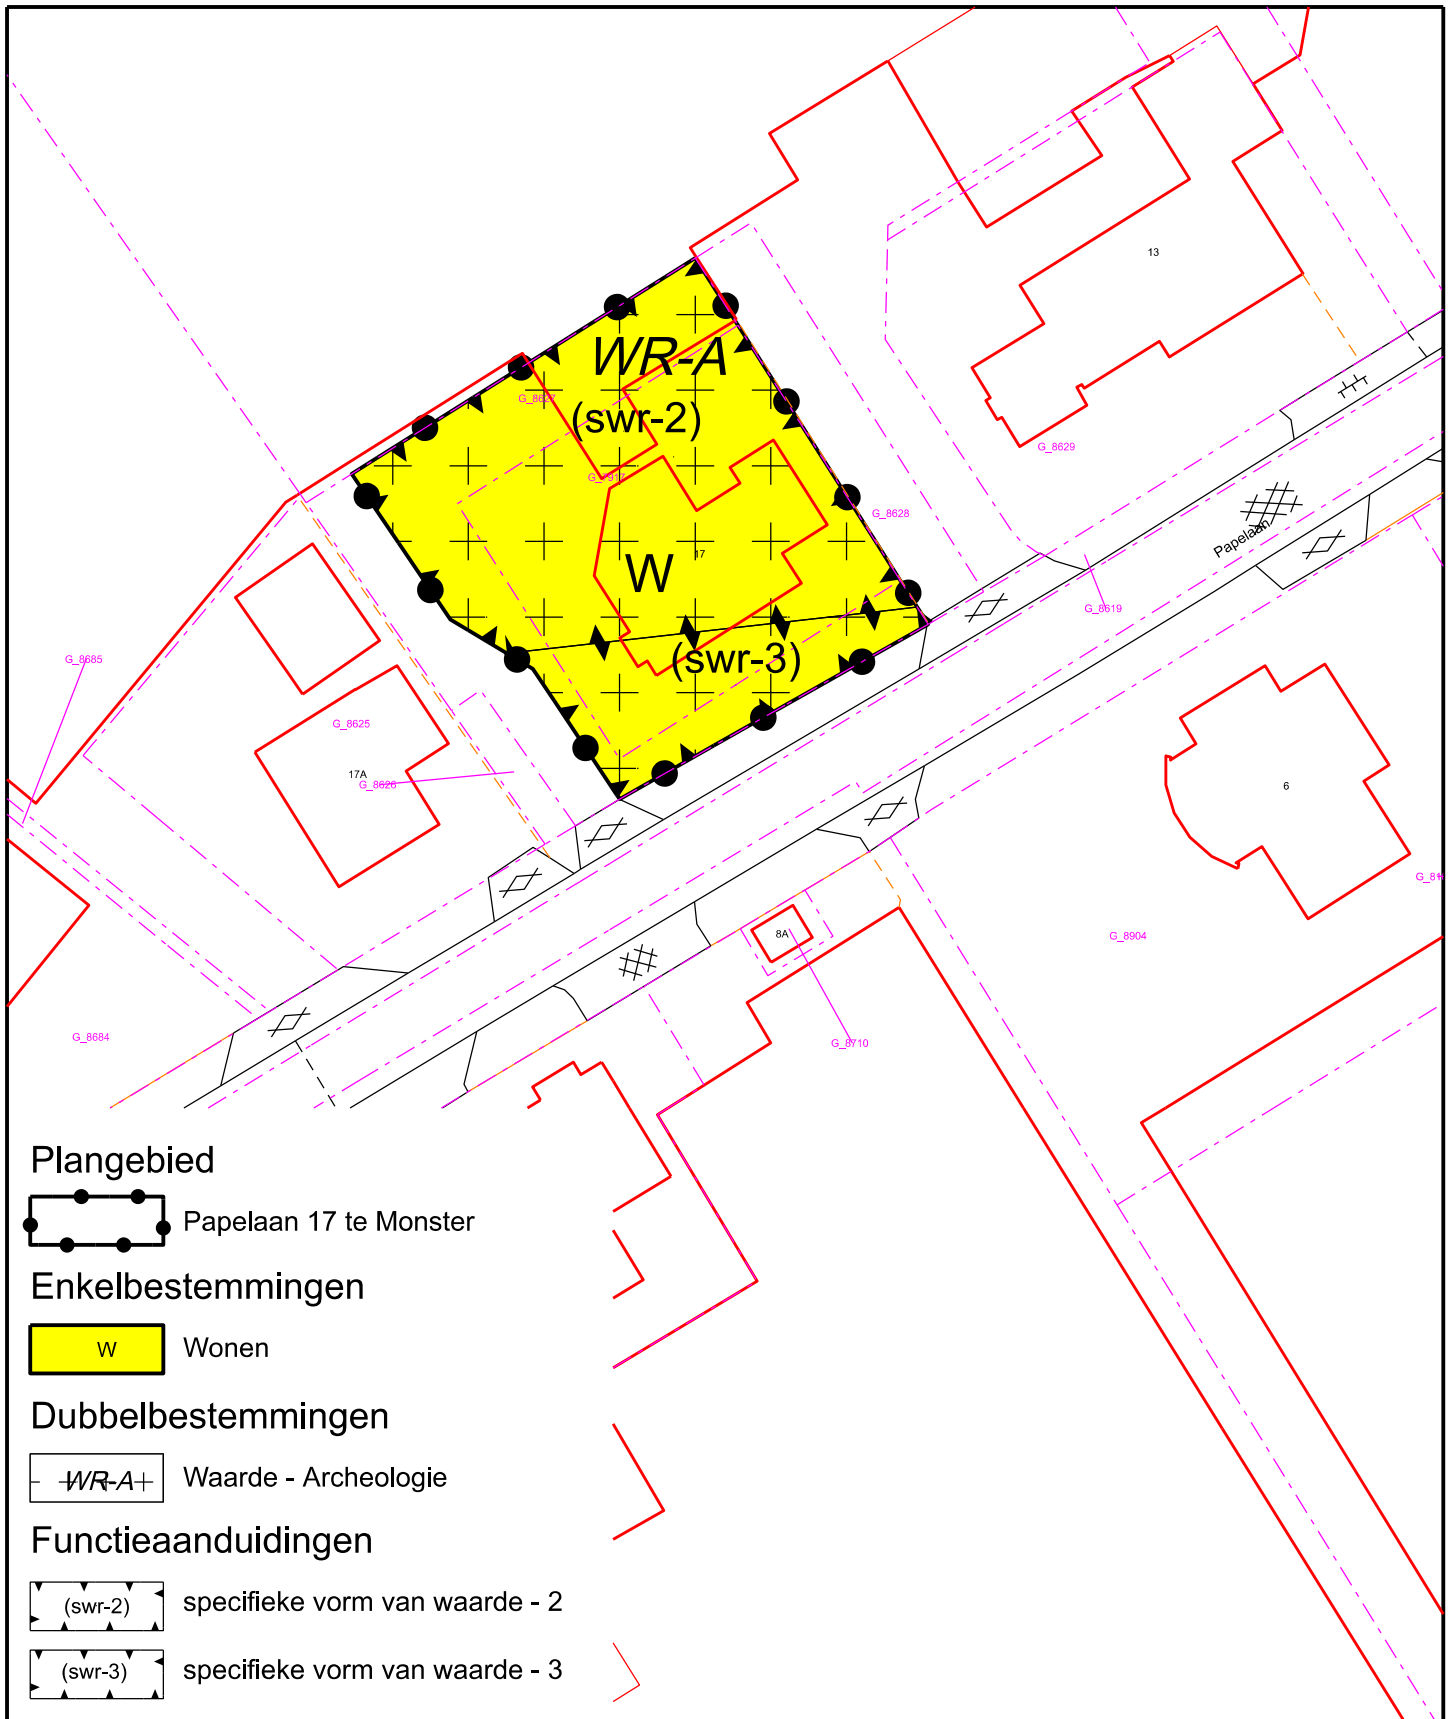 13
WR-A
G_8627
(swr-2)
G_8629
G_7917
G_8628
Papelaan
17
W
G_8619
(swr-3)
G_8685
G_8625
17A
G_8626
6
8A
G_8904
G_8684
G_8710
Plangebied
Papelaan 17 te Monster
Enkelbestemmingen
W Wonen
Dubbelbestemmingen
WR-A Waarde - Archeologie
Functieaanduidingen
(swr-2) specifieke vorm van waarde - 2
(swr-3) specifieke vorm van waarde - 3